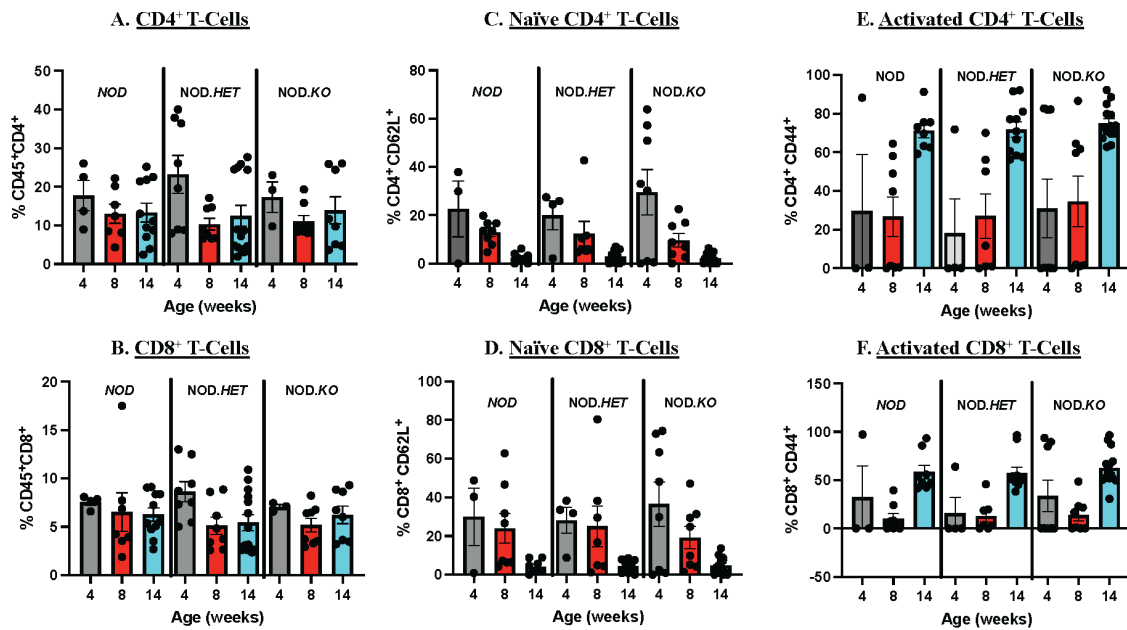 A. CD4⁺ T-Cells
C. Naïve CD4⁺ T-Cells
E. Activated CD4⁺ T-Cells
50
40
30
20
10
0
% CD45⁺CD4⁺
NOD
NOD.HET
NOD.KO
4 8 14 4 8 14 4 8 14
Age (weeks)
80
60
40
20
0
% CD4⁺ CD62L⁺
NOD
NOD.HET
NOD.KO
4 8 14 4 8 14 4 8 14
Age (weeks)
100
80
60
40
20
0
% CD4⁺ CD44⁺
NOD
NOD.HET
NOD.KO
4 8 14 4 8 14 4 8 14
Age (weeks)
B. CD8⁺ T-Cells
D. Naïve CD8⁺ T-Cells
F. Activated CD8⁺ T-Cells
20
15
10
5
0
% CD45⁺CD8⁺
NOD
NOD.HET
NOD.KO
4 8 14 4 8 14 4 8 14
Age (weeks)
100
80
60
40
20
0
% CD8⁺ CD62L⁺
NOD
NOD.HET
NOD.KO
4 8 14 4 8 14 4 8 14
Age (weeks)
150
100
50
0
-50
% CD8⁺ CD44⁺
NOD
NOD.HET
NOD.KO
4 8 14 4 8 14 4 8 14
Age (weeks)